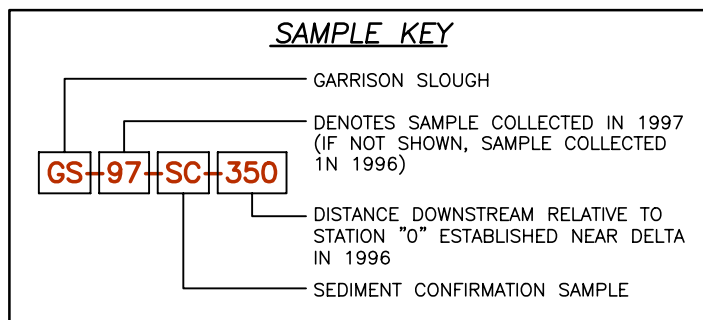 SAMPLE KEY
GARRISON SLOUGH
DENOTES SAMPLE COLLECTED IN 1997
(IF NOT SHOWN, SAMPLE COLLECTED
1N 1996)
GS-97-SC-350
DISTANCE DOWNSTREAM RELATIVE TO
STATION "0" ESTABLISHED NEAR DELTA
IN 1996
SEDIMENT CONFIRMATION SAMPLE